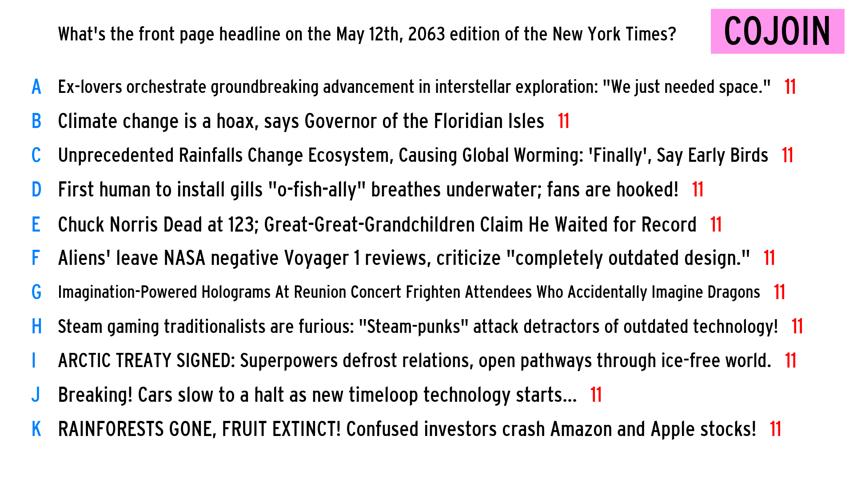 What's the front page headline on the May 12th, 2063 edition of the New York Times?
COJOIN
A Ex-lovers orchestrate groundbreaking advancement in interstellar exploration: "We just needed space." 11
B Climate change is a hoax, says Governor of the Floridian Isles 11
C Unprecedented Rainfalls Change Ecosystem, Causing Global Worming: 'Finally', Say Early Birds 11
D First human to install gills "o-fish-ally" breathes underwater; fans are hooked! 11
E Chuck Norris Dead at 123; Great-Great-Grandchildren Claim He Waited for Record 11
F Aliens' leave NASA negative Voyager 1 reviews, criticize "completely outdated design." 11
G Imagination-Powered Holograms At Reunion Concert Frighten Attendees Who Accidentally Imagine Dragons 11
H Steam gaming traditionalists are furious: "Steam-punks" attack detractors of outdated technology! 11
I ARCTIC TREATY SIGNED: Superpowers defrost relations, open pathways through ice-free world. 11
J Breaking! Cars slow to a halt as new timeloop technology starts... 11
K RAINFORESTS GONE, FRUIT EXTINCT! Confused investors crash Amazon and Apple stocks! 11